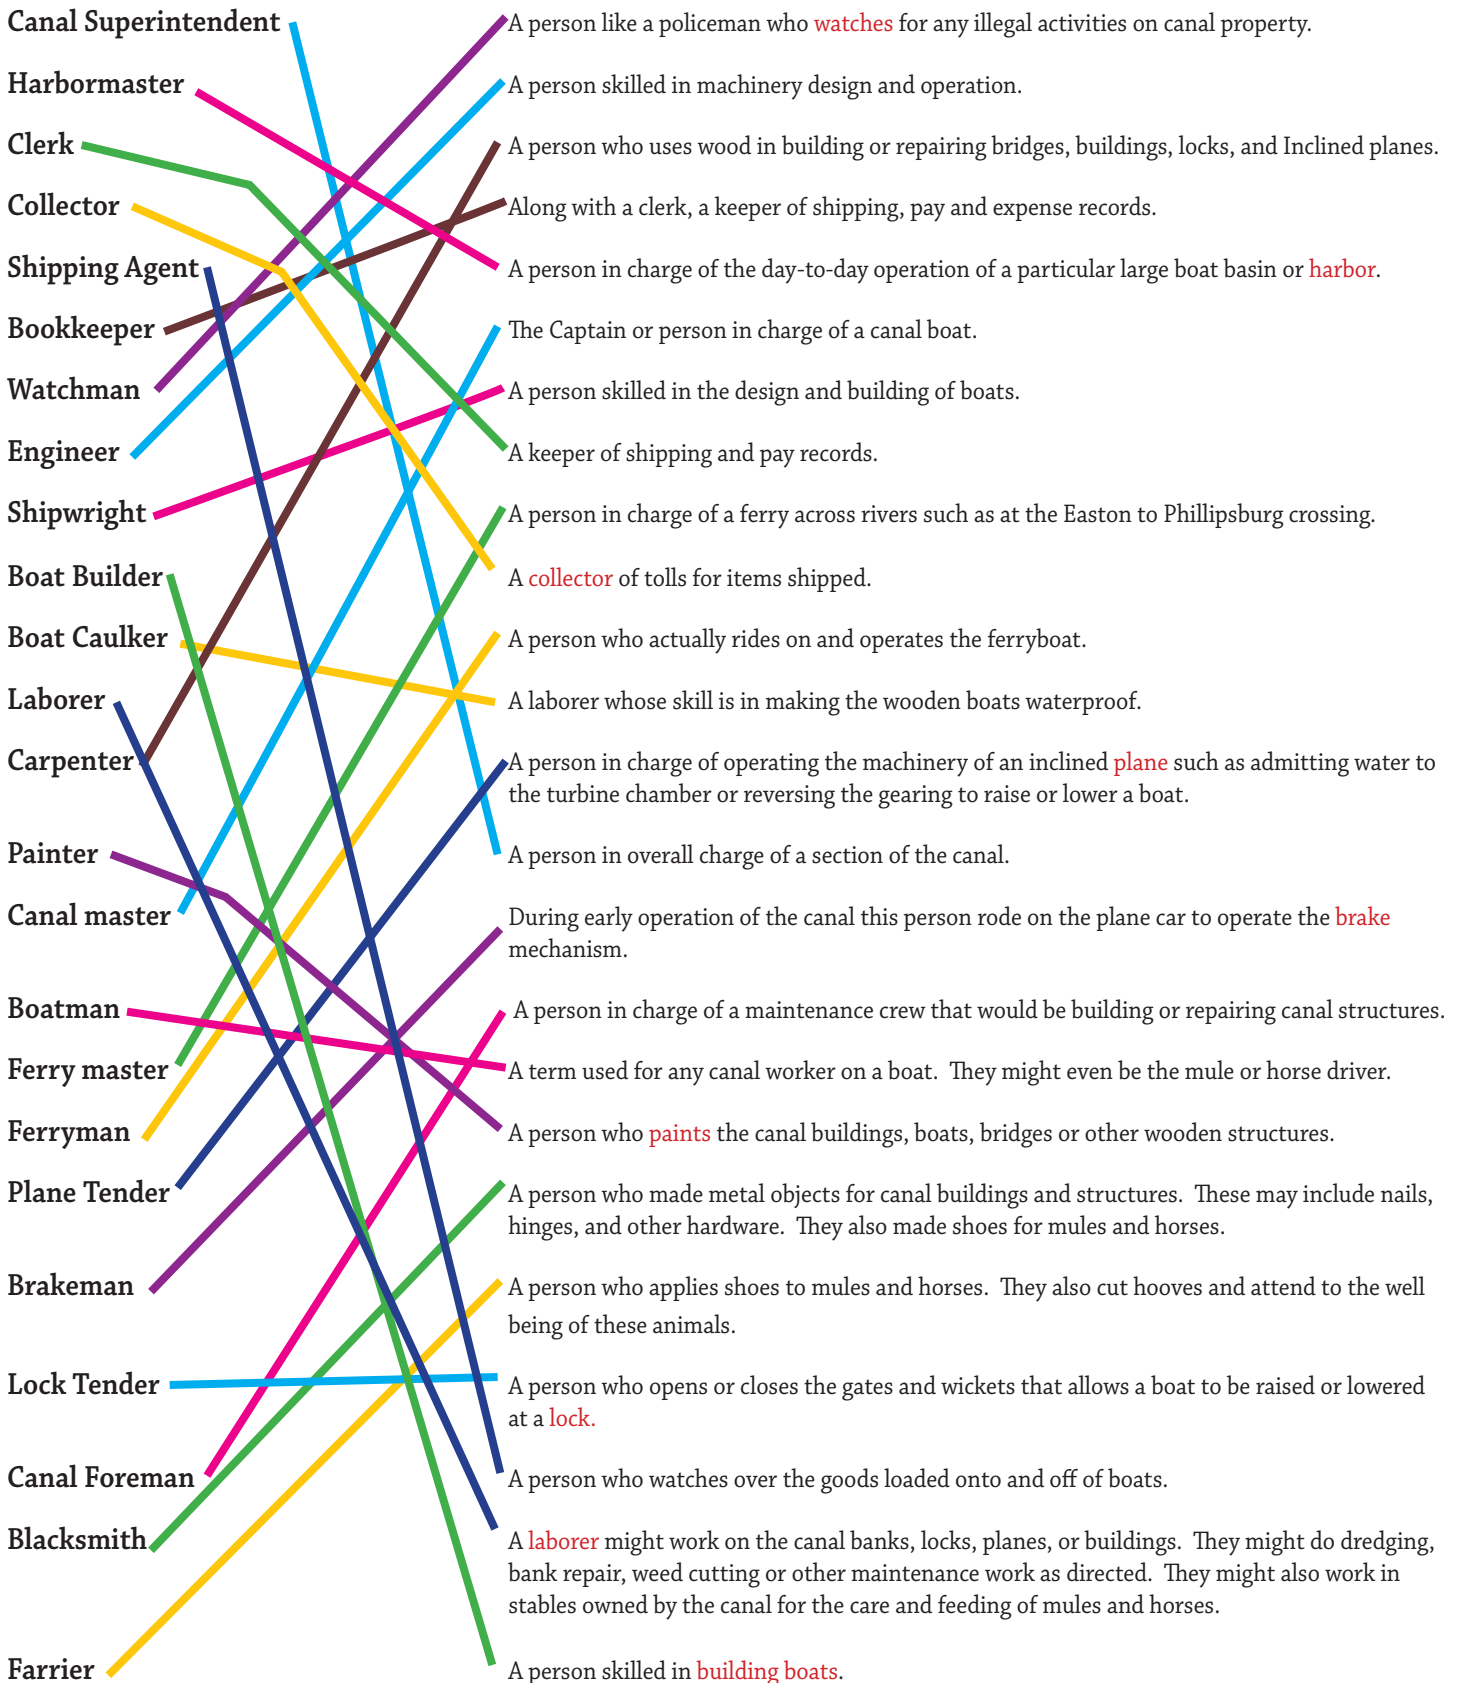 Canal Superintendent
A person like a policeman who watches for any illegal activities on canal property.
Harbormaster
A person skilled in machinery design and operation.
Clerk
A person who uses wood in building or repairing bridges, buildings, locks, and Inclined planes.
Collector
Along with a clerk, a keeper of shipping, pay and expense records.
Shipping Agent
A person in charge of the day-to-day operation of a particular large boat basin or harbor.
Bookkeeper
The Captain or person in charge of a canal boat.
Watchman
A person skilled in the design and building of boats.
Engineer
A keeper of shipping and pay records.
Shipwright
A person in charge of a ferry across rivers such as at the Easton to Phillipsburg crossing.
Boat Builder
A collector of tolls for items shipped.
Boat Caulker
A person who actually rides on and operates the ferryboat.
Laborer
A laborer whose skill is in making the wooden boats waterproof.
Carpenter
A person in charge of operating the machinery of an inclined plane such as admitting water to
the turbine chamber or reversing the gearing to raise or lower a boat.
Painter
A person in overall charge of a section of the canal.
Canal master
During early operation of the canal this person rode on the plane car to operate the brake
mechanism.
Boatman
A person in charge of a maintenance crew that would be building or repairing canal structures.
Ferry master
A term used for any canal worker on a boat. They might even be the mule or horse driver.
Ferryman
A person who paints the canal buildings, boats, bridges or other wooden structures.
Plane Tender
A person who made metal objects for canal buildings and structures. These may include nails,
hinges, and other hardware. They also made shoes for mules and horses.
Brakeman
A person who applies shoes to mules and horses. They also cut hooves and attend to the well
being of these animals.
Lock Tender
A person who opens or closes the gates and wickets that allows a boat to be raised or lowered
at a lock.
Canal Foreman
A person who watches over the goods loaded onto and off of boats.
Blacksmith
A laborer might work on the canal banks, locks, planes, or buildings. They might do dredging,
bank repair, weed cutting or other maintenance work as directed. They might also work in
stables owned by the canal for the care and feeding of mules and horses.
Farrier
A person skilled in building boats.